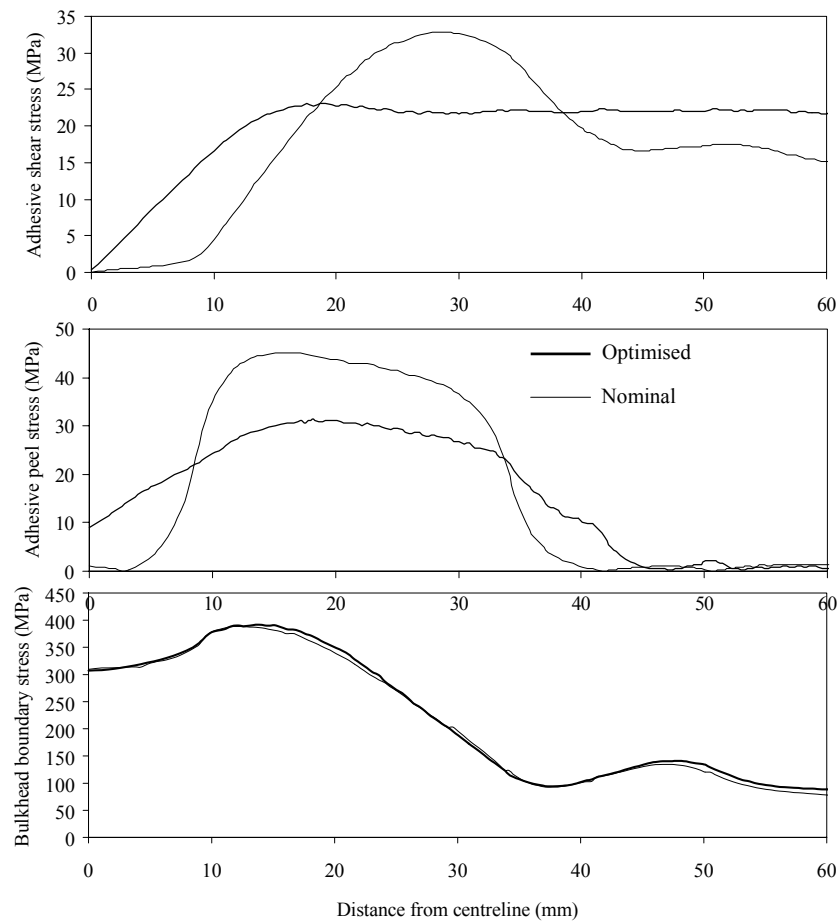 35
30
25
20
15
10
5
0
Adhesive shear stress (MPa)
0 10 20 30 40 50 60
50
40
30
20
10
0
Adhesive peel stress (MPa)
Optimised
Nominal
0 10 20 30 40 50 60
450
400
350
300
250
200
150
100
50
0
Bulkhead boundary stress (MPa)
0 10 20 30 40 50 60
Distance from centreline (mm)